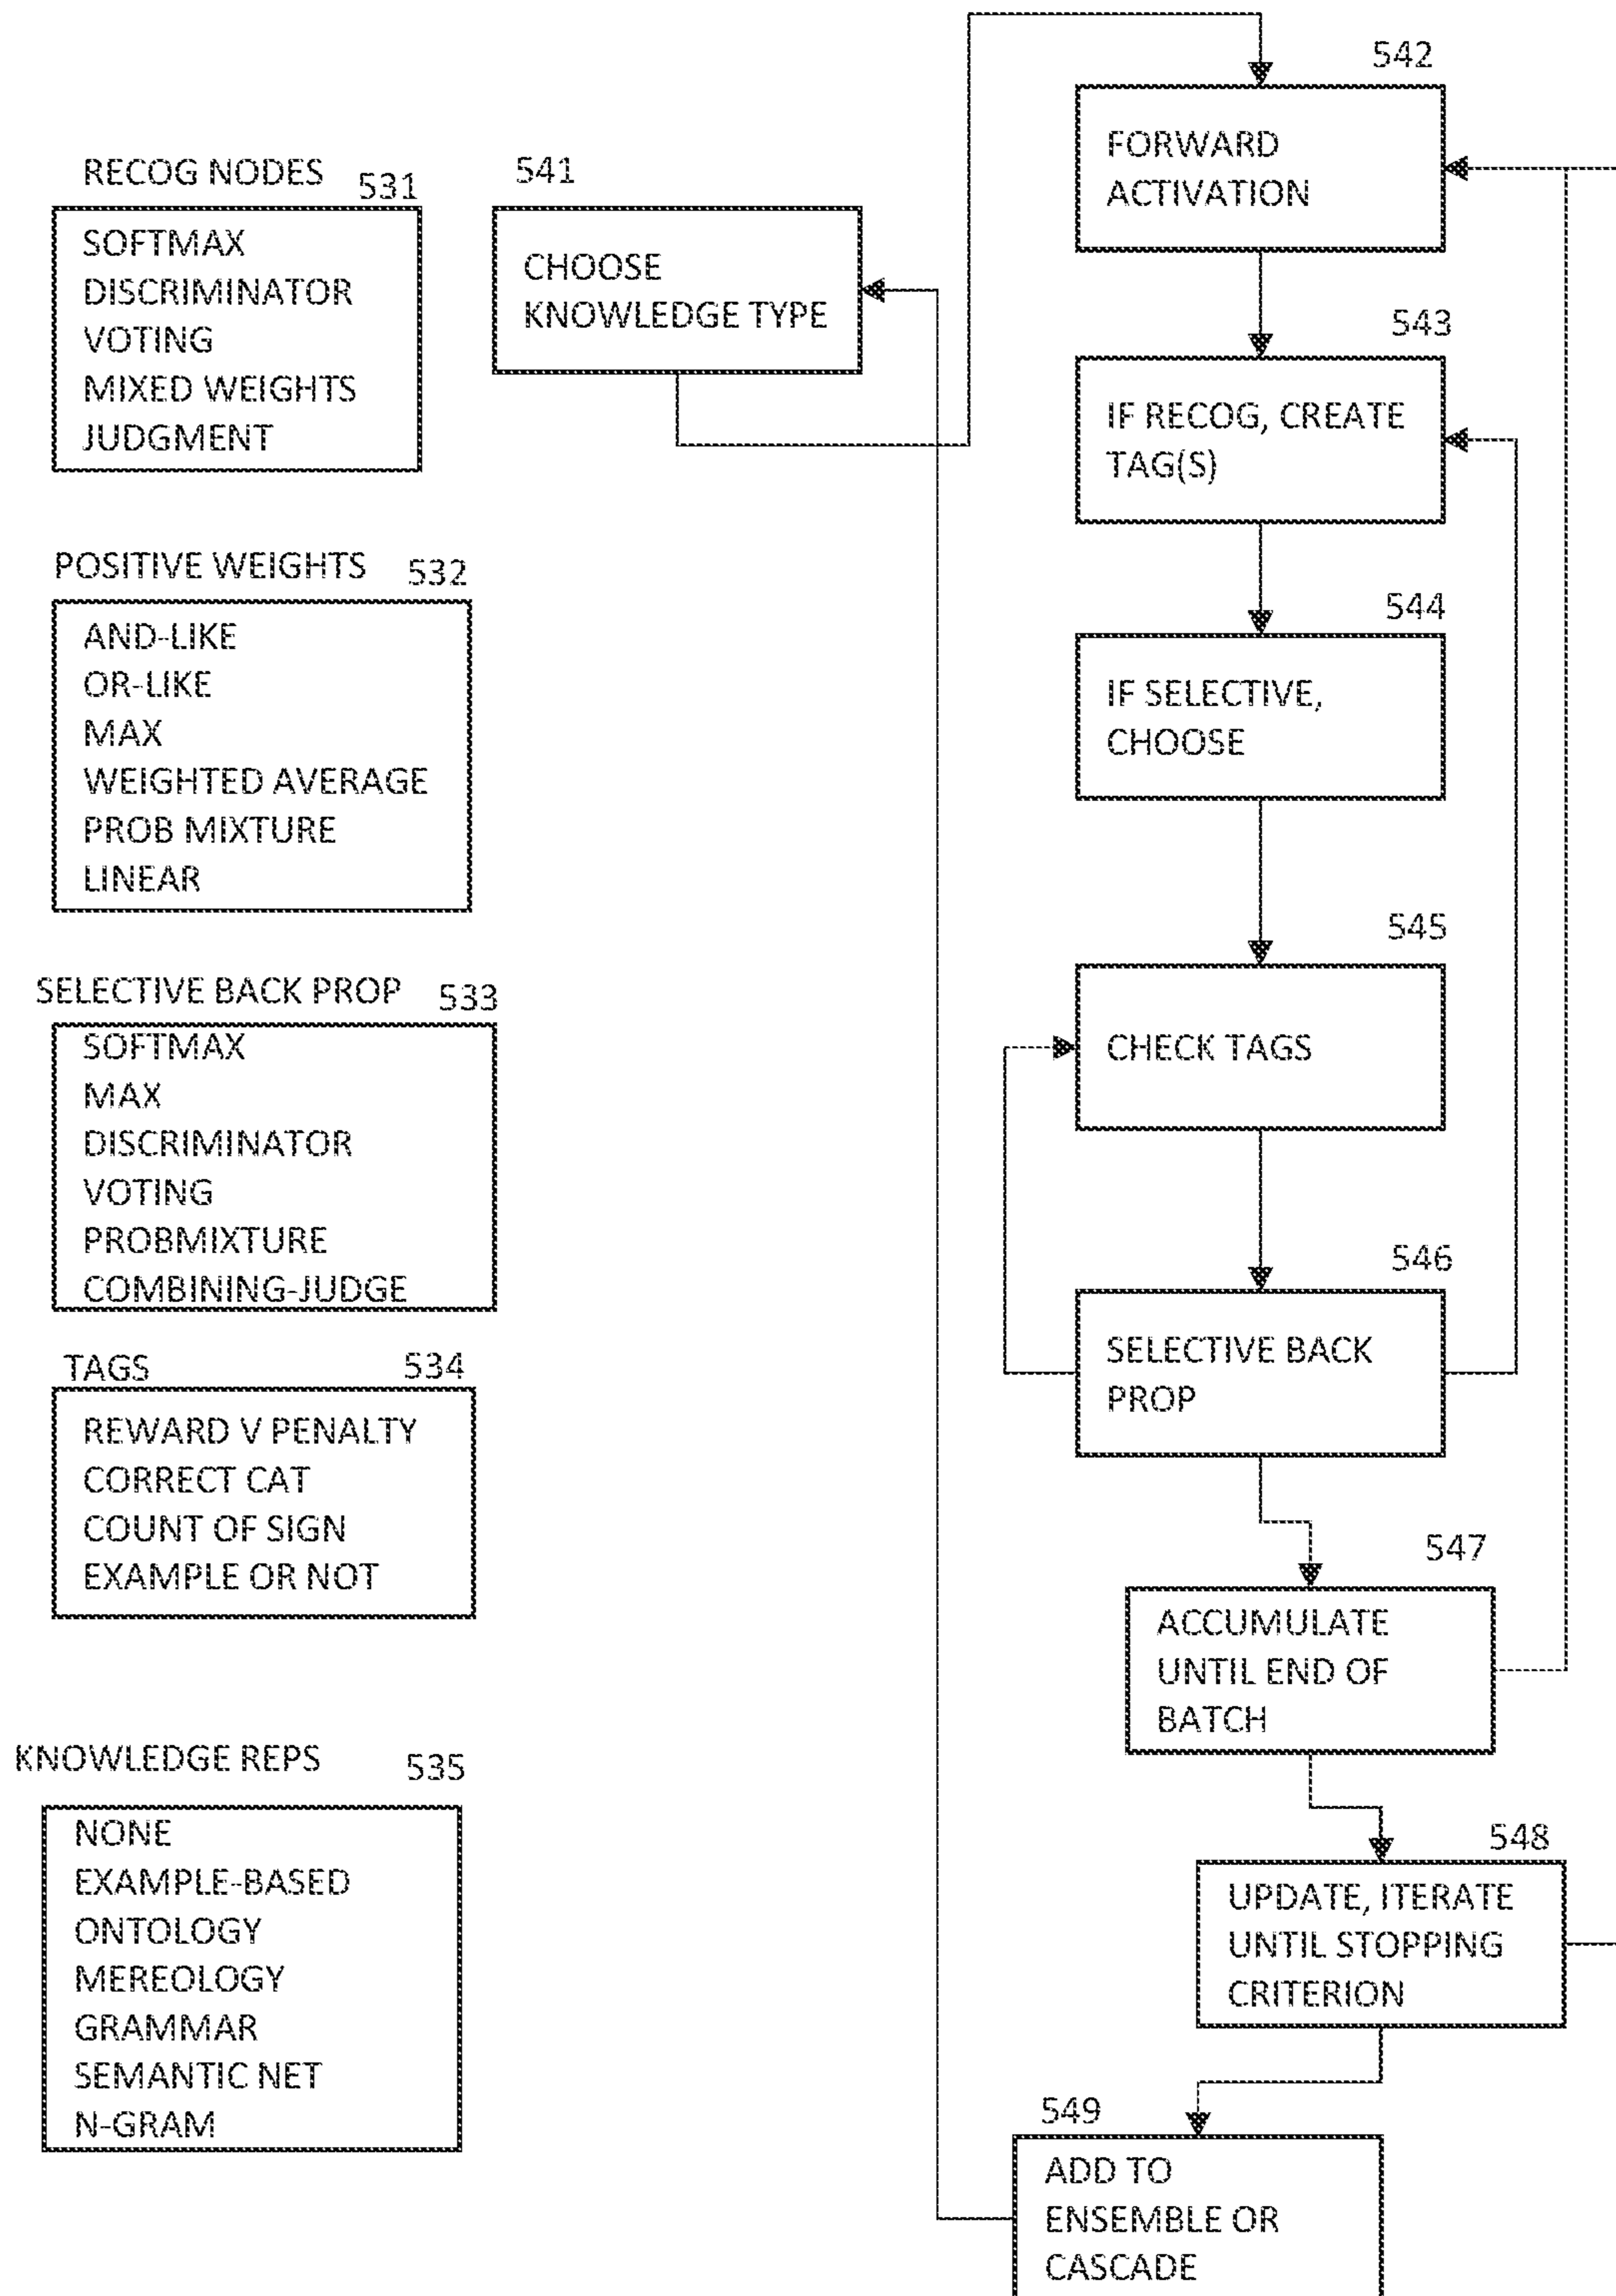 RECOG NODES
531
SOFTMAX
DISCRIMINATOR
VOTING
MIXED WEIGHTS
JUDGMENT
POSITIVE WEIGHTS
532
AND-LIKE
OR-LIKE
MAX
WEIGHTED AVERAGE
PROB MIXTURE
LINEAR
SELECTIVE BACK PROP
533
SOFTMAX
MAX
DISCRIMINATOR
VOTING
PROBMIXTURE
COMBINING-JUDGE
TAGS
534
REWARD V PENALTY
CORRECT CAT
COUNT OF SIGN
EXAMPLE OR NOT
KNOWLEDGE REPS
535
NONE
EXAMPLE-BASED
ONTOLOGY
MEREOLOGY
GRAMMAR
SEMANTIC NET
N-GRAM
541
CHOOSE
KNOWLEDGE TYPE
542
FORWARD
ACTIVATION
543
IF RECOG, CREATE
TAG(S)
544
IF SELECTIVE,
CHOOSE
545
CHECK TAGS
546
SELECTIVE BACK
PROP
547
ACCUMULATE
UNTIL END OF
BATCH
548
UPDATE, ITERATE
UNTIL STOPPING
CRITERION
549
ADD TO
ENSEMBLE OR
CASCADE